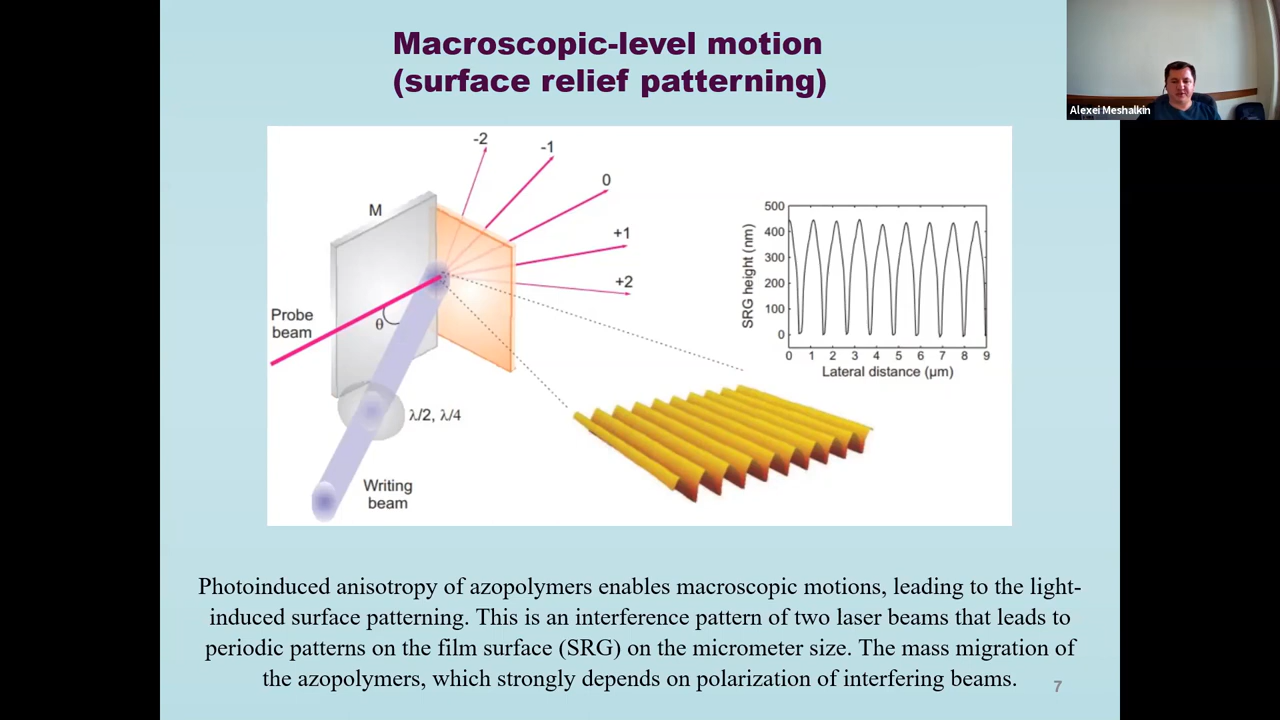 Macroscopic-level motion
(surface relief patterning)
Alexei Meshalkin
-2
-1
0
+1
+2
M
Probe
beam
θ
λ/2, λ/4
Writing
beam
SRG height (nm)
500
400
300
200
100
0
0 1 2 3 4 5 6 7 8 9
Lateral distance (µm)
Photoinduced anisotropy of azopolymers enables macroscopic motions, leading to the light-
induced surface patterning. This is an interference pattern of two laser beams that leads to
periodic patterns on the film surface (SRG) on the micrometer size. The mass migration of
the azopolymers, which strongly depends on polarization of interfering beams.
7